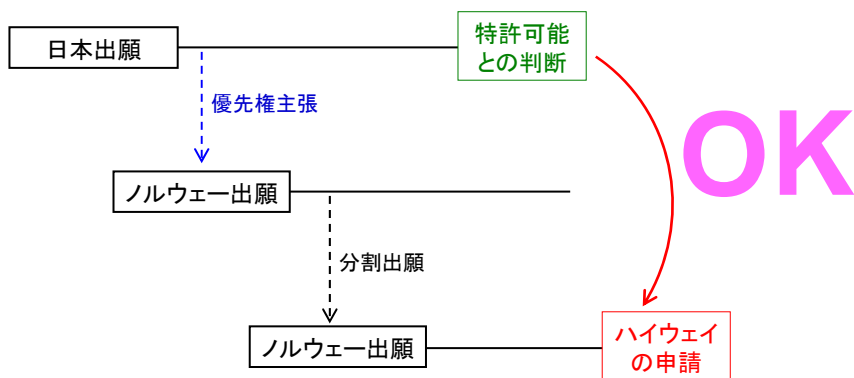 日本出願
特許可能
との判断
優先権主張
OK
ノルウェー出願
分割出願
ノルウェー出願
ハイウェイ
の申請